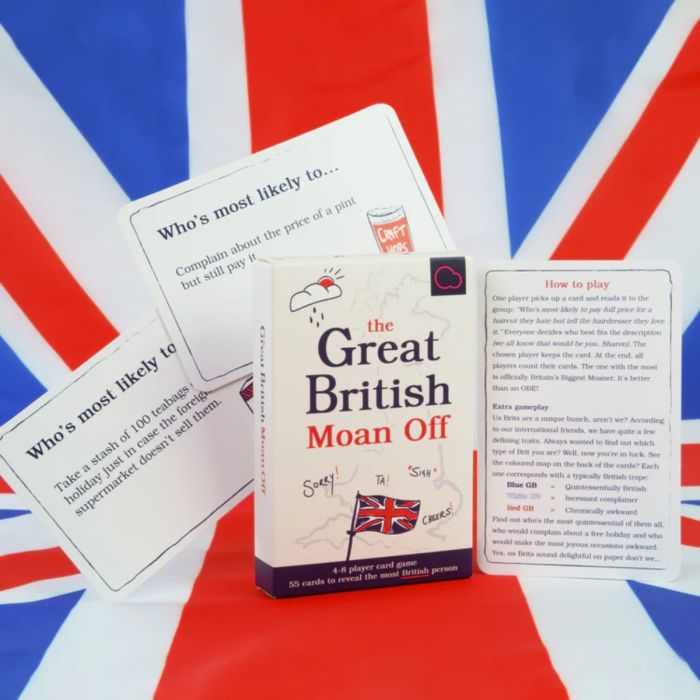 Who's most likely to...
Complain about the price of a pint
but still pay it
CRAFT
HOPS
Who's most likely to
Take a stash of 100 teabags
holiday just in case the foreig
supermarket doesn't sell them.
Great British Moan Off
the
Great
British
Moan Off
SORRY!
TA!
*SIGH*
CHEERS!
4-8 player card game
55 cards to reveal the most British person
How to play
One player picks up a card and reads it to the
group: "Who's most likely to pay full price for a
haircut they hate but tell the hairdresser they love
it." Everyone decides who best fits the description
(we all know that would be you, Sharon). The
chosen player keeps the card. At the end, all
players count their cards. The one with the most
is officially Britain's Biggest Moaner. It's better
than an OBE!
Extra gameplay
Us Brits are a unique bunch, aren't we? According
to our international friends, we have quite a few
defining traits. Always wanted to find out which
type of Brit you are? Well, now you're in luck. See
the coloured map on the back of the cards? Each
one corresponds with a typically British trope:
Blue GB = Quintessentially British
White GB = Incessant complainer
Red GB = Chronically awkward
Find out who's the most quintessential of them all,
who would complain about a free holiday and who
would make the most joyous occasions awkward.
Yes, us Brits sound delightful on paper don't we...